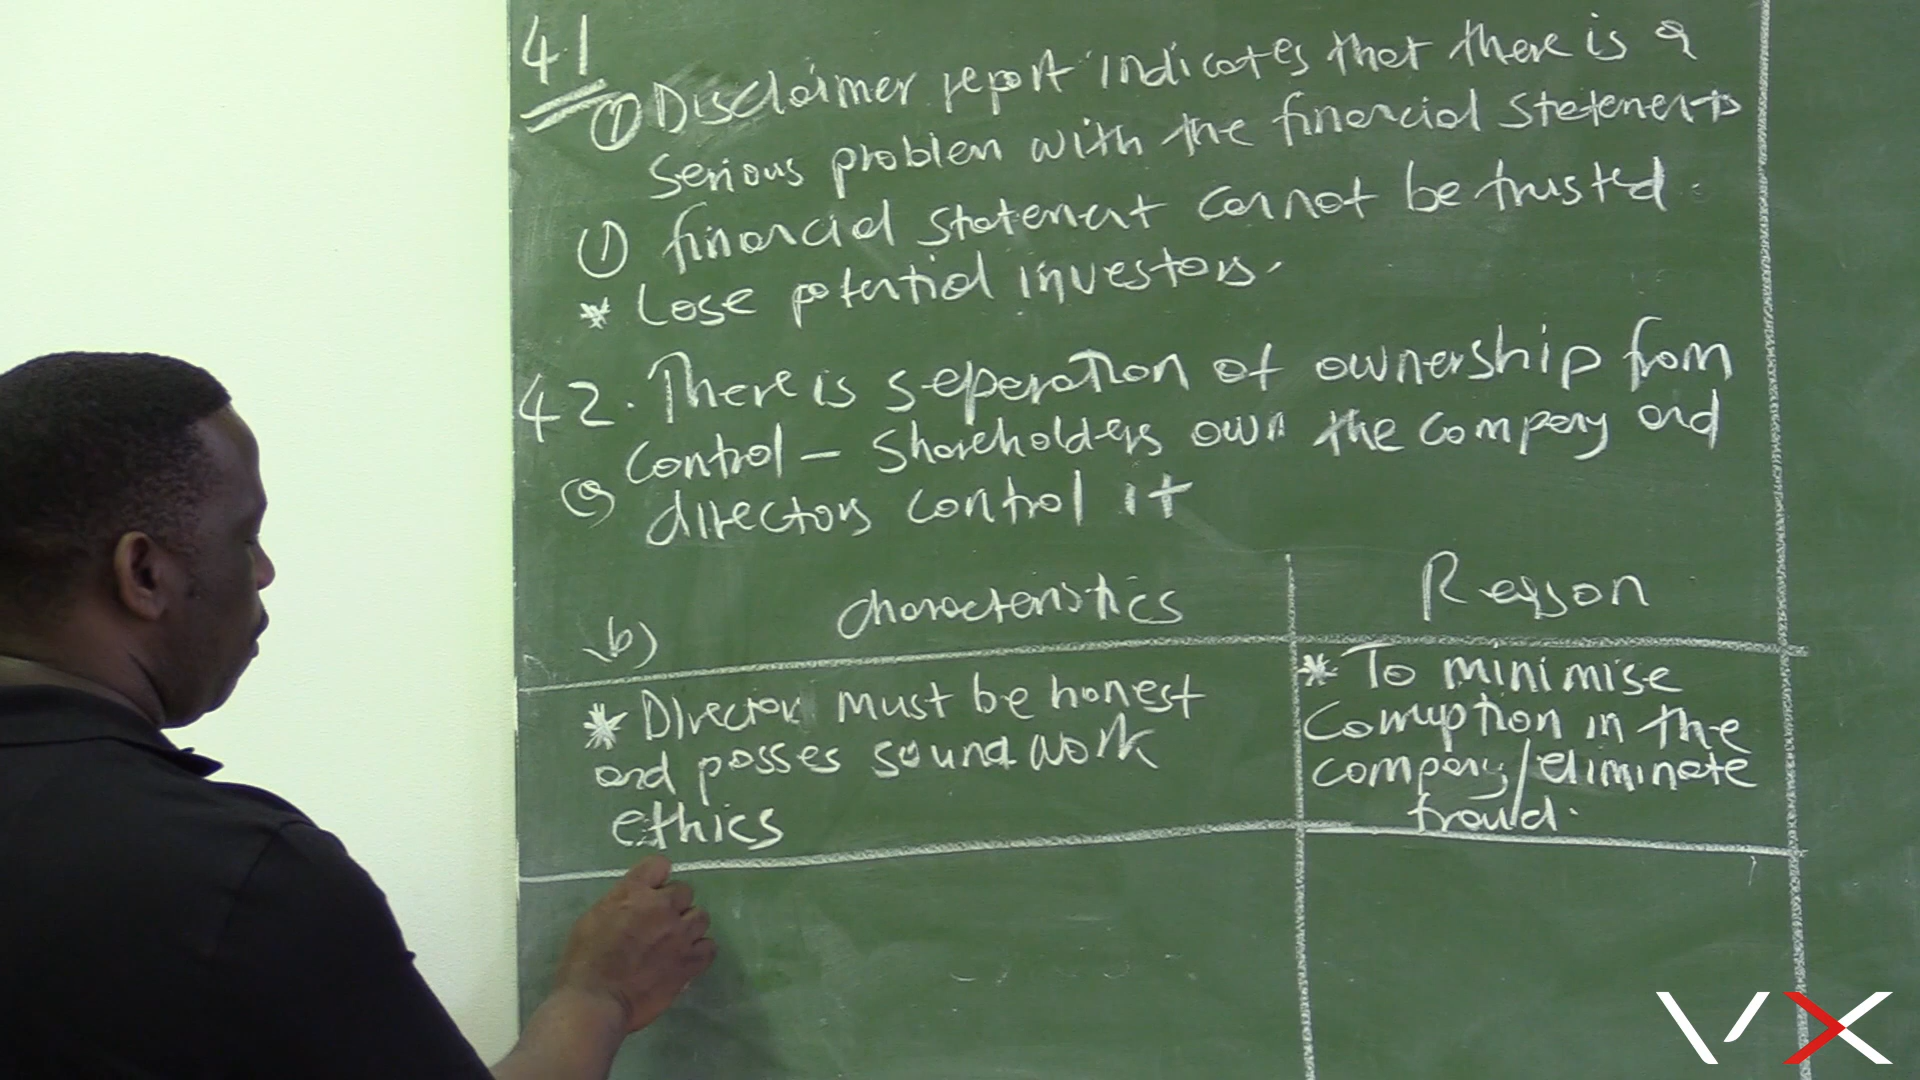 41
① Disclaimer report indicates that there is a
serious problem with the financial statements
① financial statement cannot be trusted.
* Lose potential investors.
42. There is seperation of ownership from
control – Shareholders own the company and
a) directors control it
b) characteristics Reason
* Director must be honest
and posses sound work
ethics
* To minimise
corruption in the
company/eliminate
fraud.
VX